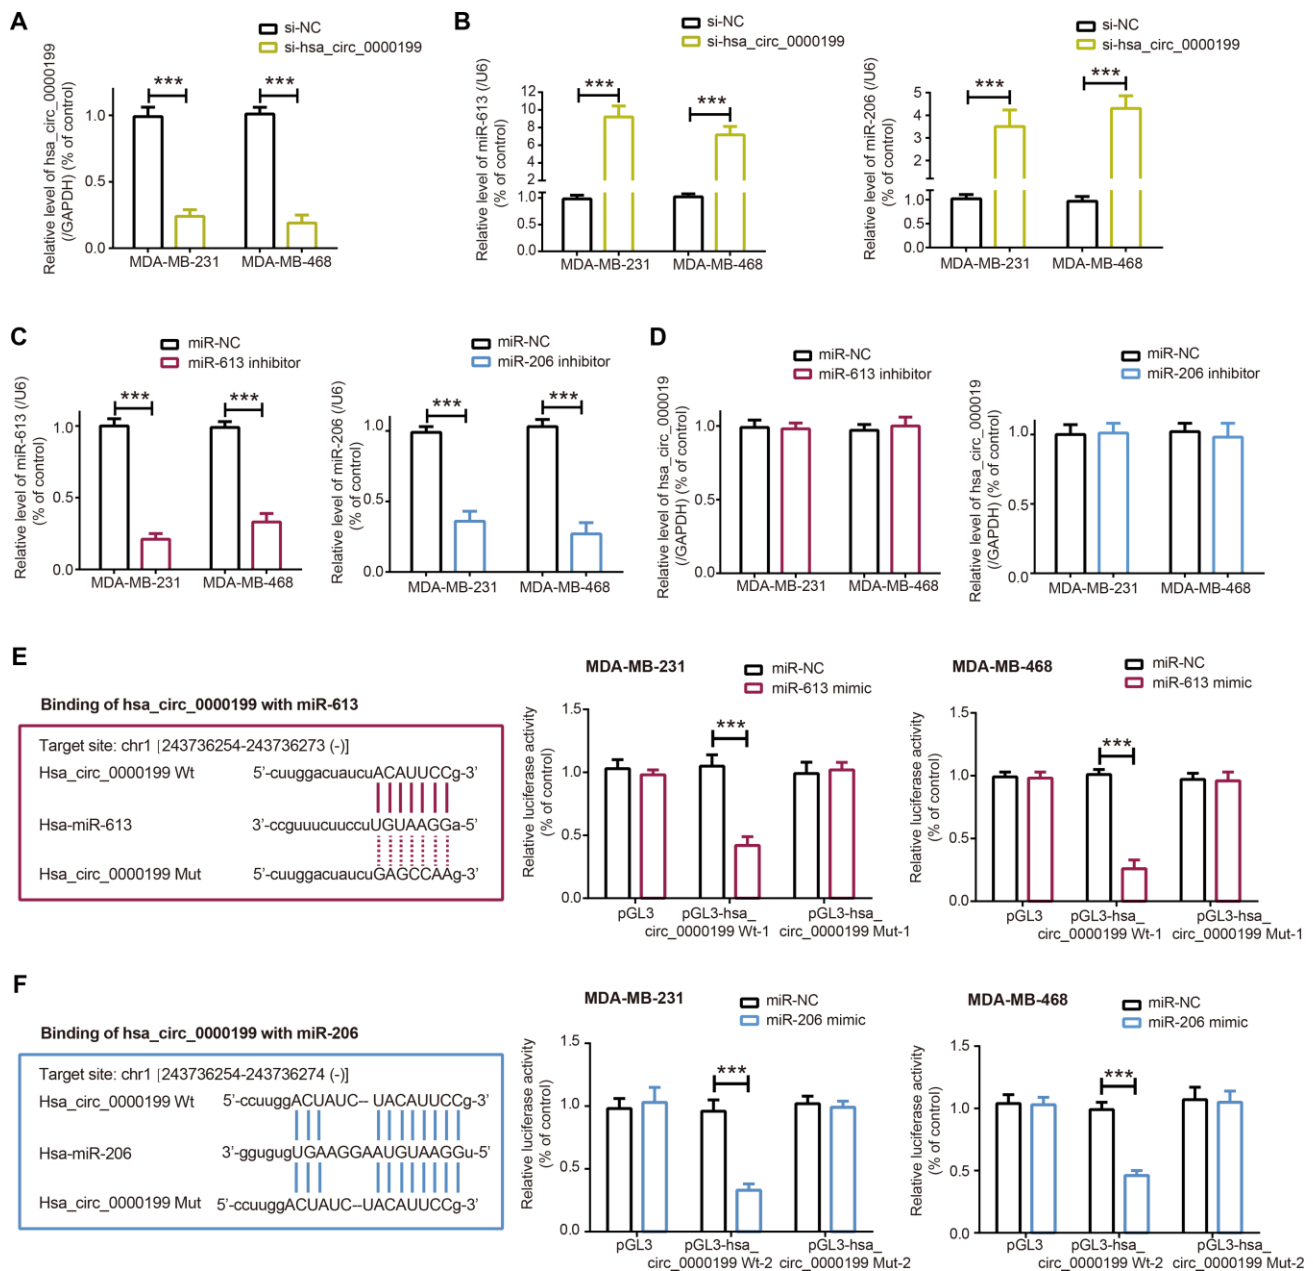 A
si-NC
si-hsa_circ_0000199
Relative level of hsa_circ_0000199
(/GAPDH) (% of control)
1.0
0.5
0.0
***
***
MDA-MB-231
MDA-MB-468
B
si-NC
si-hsa_circ_0000199
Relative level of miR-613 (/U6)
(% of control)
12
10
8
6
4
2
1.0
0.5
0.0
***
***
MDA-MB-231
MDA-MB-468
si-NC
si-hsa_circ_0000199
Relative level of miR-206 (/U6)
(% of control)
5
4
3
2
1.0
0.5
0.0
***
***
MDA-MB-231
MDA-MB-468
C
miR-NC
miR-613 inhibitor
Relative level of miR-613 (/U6)
(% of control)
1.0
0.5
0.0
***
***
MDA-MB-231
MDA-MB-468
miR-NC
miR-206 inhibitor
Relative level of miR-206 (/U6)
(% of control)
1.0
0.5
0.0
***
***
MDA-MB-231
MDA-MB-468
D
miR-NC
miR-613 inhibitor
Relative level of hsa_circ_000019
(/GAPDH) (% of control)
1.0
0.5
0.0
MDA-MB-231
MDA-MB-468
miR-NC
miR-206 inhibitor
Relative level of hsa_circ_000019
(/GAPDH) (% of control)
1.0
0.5
0.0
MDA-MB-231
MDA-MB-468
E
Binding of hsa_circ_0000199 with miR-613
Target site: chr1 [243736254-243736273 (-)]
Hsa_circ_0000199 Wt 5'-cuuggacuaucuACAUUCCg-3'
Hsa-miR-613 3'-ccguuucuuccuUGUAAGGa-5'
Hsa_circ_0000199 Mut 5'-cuuggacuaucuGAGCCAAg-3'
MDA-MB-231
miR-NC
miR-613 mimic
Relative luciferase activity
(% of control)
1.5
1.0
0.5
0.0
***
pGL3
pGL3-hsa_
circ_0000199 Wt-1
pGL3-hsa_
circ_0000199 Mut-1
MDA-MB-468
miR-NC
miR-613 mimic
Relative luciferase activity
(% of control)
1.5
1.0
0.5
0.0
***
pGL3
pGL3-hsa_
circ_0000199 Wt-1
pGL3-hsa_
circ_0000199 Mut-1
F
Binding of hsa_circ_0000199 with miR-206
Target site: chr1 [243736254-243736274 (-)]
Hsa_circ_0000199 Wt 5'-ccuuggACUAUC-- UACAUUCCg-3'
Hsa-miR-206 3'-ggugugUGAAGGAAUGUAAGGu-5'
Hsa_circ_0000199 Mut 5'-ccuuggACUAUC--UACAUUCCg-3'
MDA-MB-231
miR-NC
miR-206 mimic
Relative luciferase activity
(% of control)
1.5
1.0
0.5
0.0
***
pGL3
pGL3-hsa_
circ_0000199 Wt-2
pGL3-hsa_
circ_0000199 Mut-2
MDA-MB-468
miR-NC
miR-206 mimic
Relative luciferase activity
(% of control)
1.5
1.0
0.5
0.0
***
pGL3
pGL3-hsa_
circ_0000199 Wt-2
pGL3-hsa_
circ_0000199 Mut-2